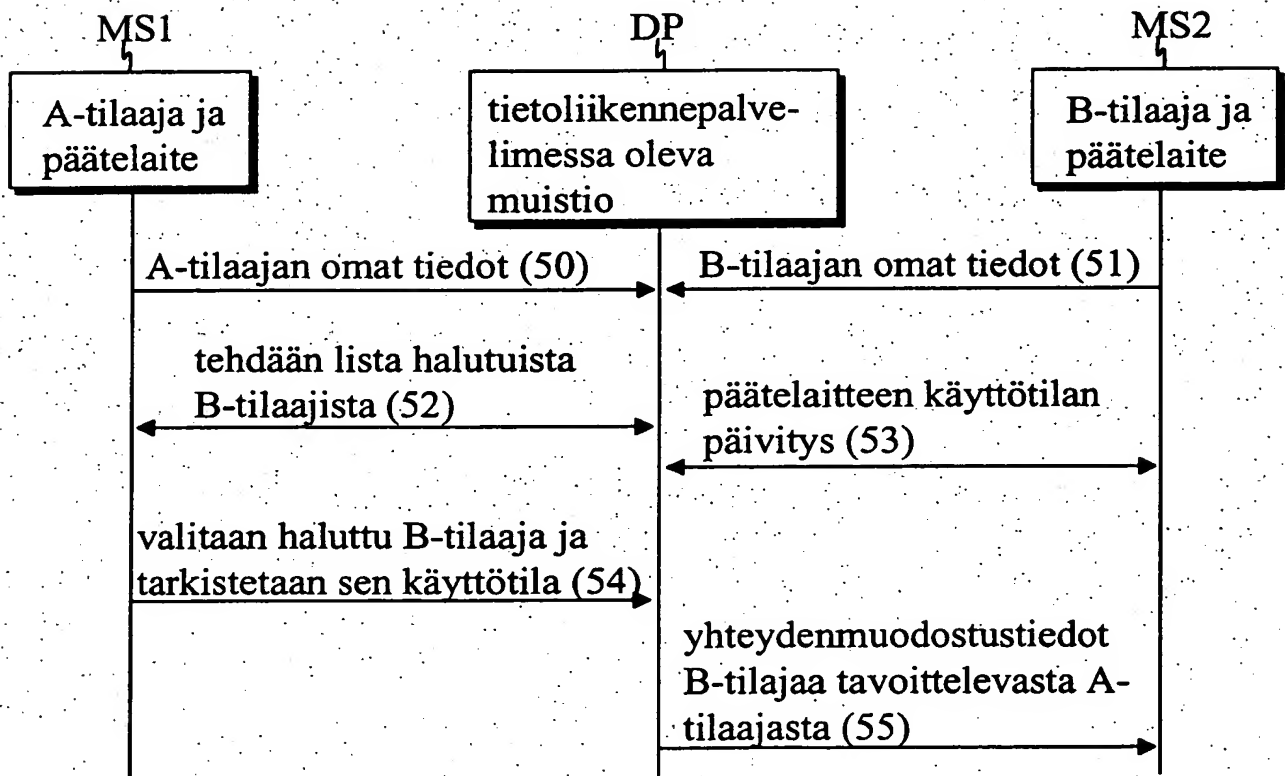 MS1
DP
MS2
A-tilaaja ja
päätelaite
tietoliikennepalve-
limessa oleva
muistio
B-tilaaja ja
päätelaite
A-tilaajan omat tiedot (50)
B-tilaajan omat tiedot (51)
tehdään lista halutuista
B-tilaajista (52)
päätelaitteen käyttötilan
päivitys (53)
valitaan haluttu B-tilaaja ja
tarkistetaan sen käyttötila (54)
yhteydenmuodostustiedot
B-tilajaa tavoittelevasta A-
tilaajasta (55)